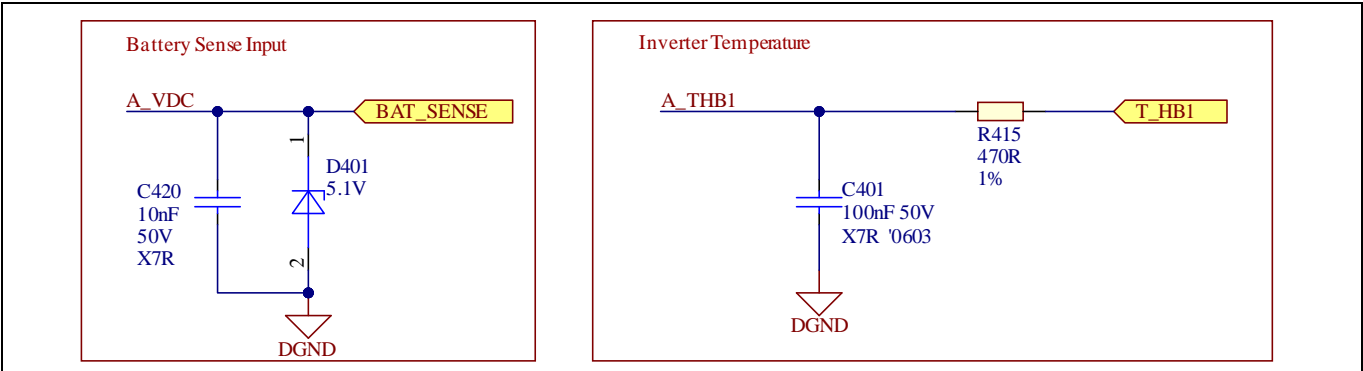 Battery Sense Input
A_VDC
BAT_SENSE
1
D401
5.1V
C420
10nF
50V
X7R
2
DGND
Inverter Temperature
A_THB1
T_HB1
R415
470R
1%
C401
100nF 50V
X7R '0603
DGND